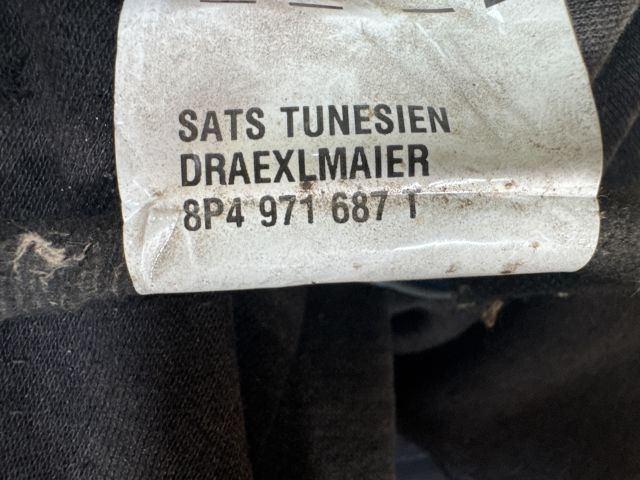 SATS TUNESIEN
DRAEXLMAIER
8P4 971 687 T